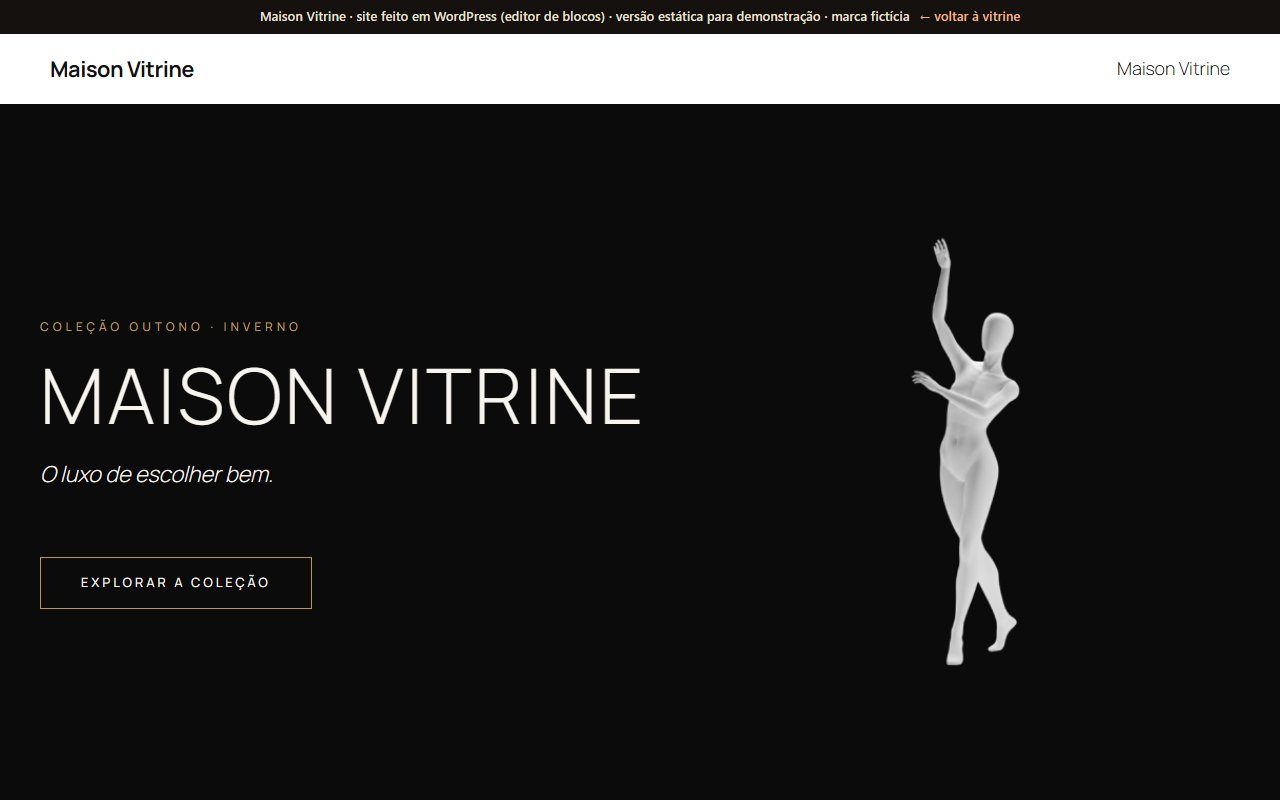 Maison Vitrine · site feito em WordPress (editor de blocos) · versão estática para demonstração · marca fictícia ← voltar à vitrine
Maison Vitrine
Maison Vitrine
COLEÇÃO OUTONO · INVERNO
MAISON VITRINE
O luxo de escolher bem.
EXPLORAR A COLEÇÃO